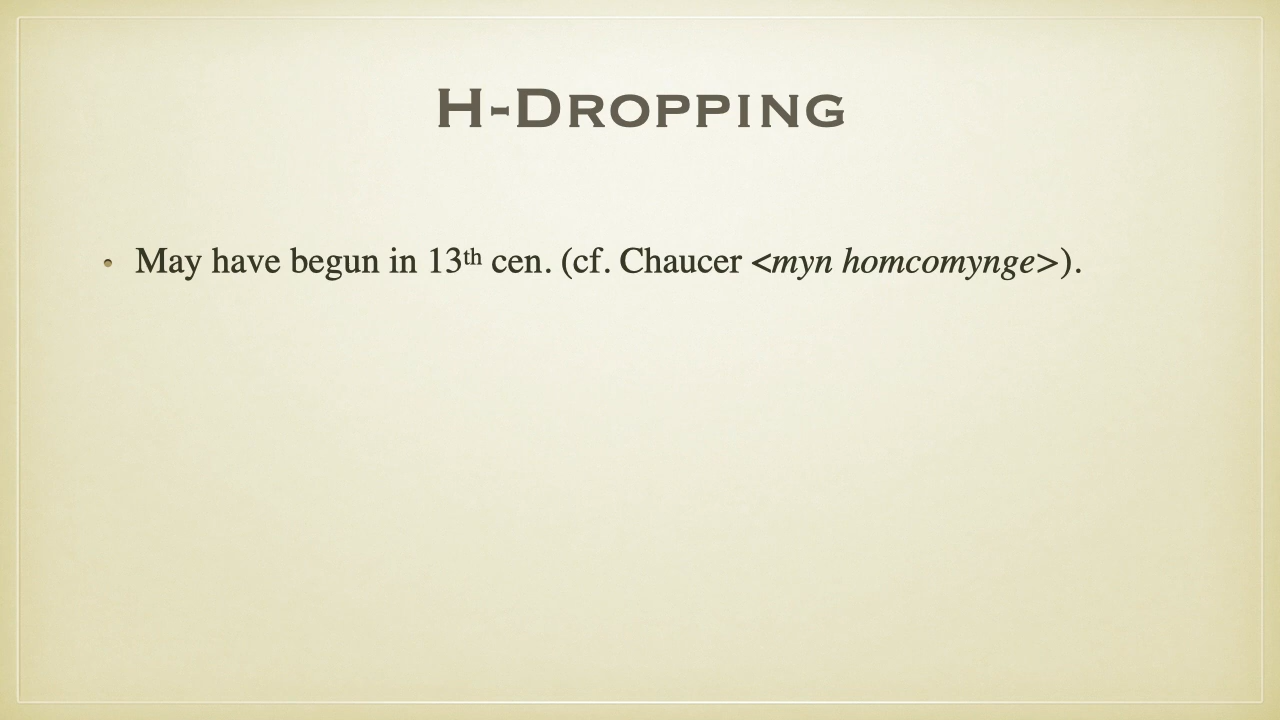 H-Dropping
• May have begun in 13th cen. (cf. Chaucer <myn homcomynge>).